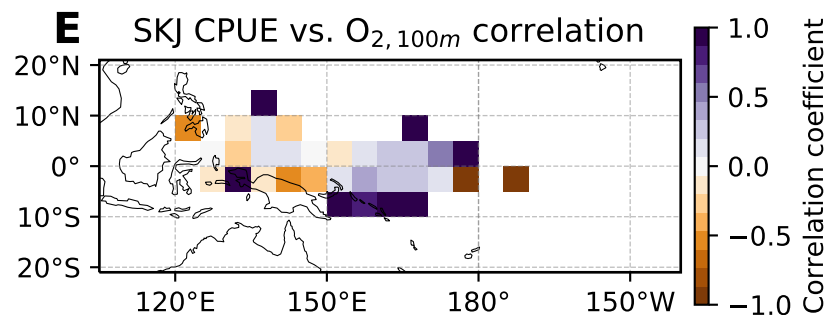 E SKJ CPUE vs. O2, 100m correlation
20°N
10°N
0°
10°S
20°S
120°E 150°E 180° 150°W
1.0
0.5
0.0
−0.5
−1.0
Correlation coefficient